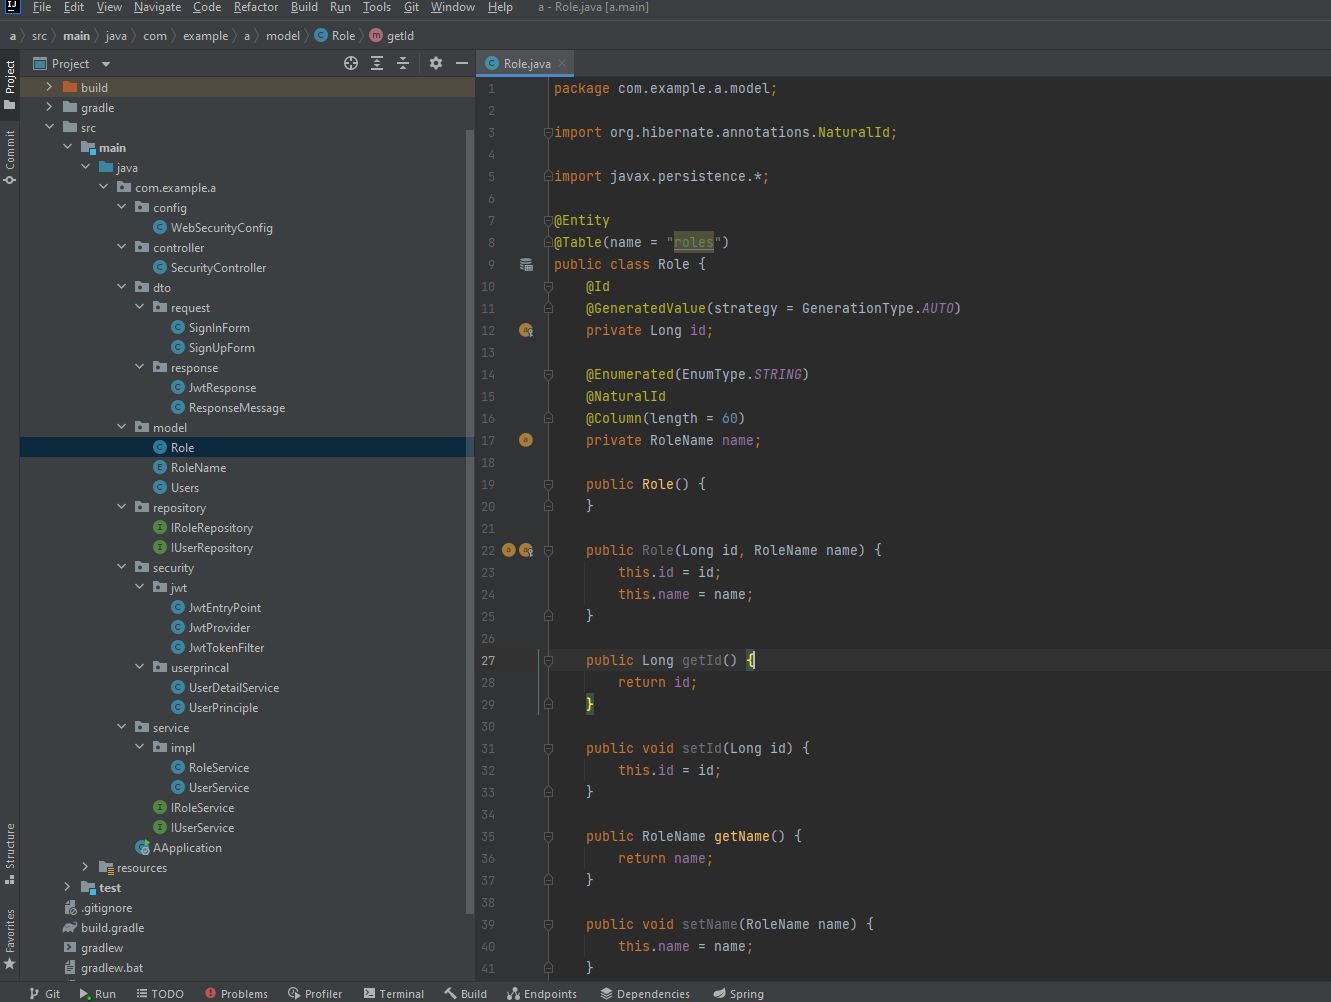 IJ File Edit View Navigate Code Refactor Build Run Tools Git Window Help a - Role.java [a.main]
a src main java com example a model C Role m getId
Project
Commit
Structure
Favorites
Project
build
gradle
src
main
java
com.example.a
config
C WebSecurityConfig
controller
C SecurityController
dto
request
C SignInForm
C SignUpForm
response
C JwtResponse
C ResponseMessage
model
C Role
E RoleName
C Users
repository
I IRoleRepository
I IUserRepository
security
jwt
C JwtEntryPoint
C JwtProvider
C JwtTokenFilter
userprincal
C UserDetailService
C UserPrinciple
service
impl
C RoleService
C UserService
I IRoleService
I IUserService
AApplication
resources
test
.gitignore
build.gradle
gradlew
gradlew.bat
C Role.java
1 package com.example.a.model;
2
3 import org.hibernate.annotations.NaturalId;
4
5 import javax.persistence.*;
6
7 @Entity
8 @Table(name = "roles")
9 public class Role {
10 @Id
11 @GeneratedValue(strategy = GenerationType.AUTO)
12 private Long id;
13
14 @Enumerated(EnumType.STRING)
15 @NaturalId
16 @Column(length = 60)
17 private RoleName name;
18
19 public Role() {
20 }
21
22 public Role(Long id, RoleName name) {
23 this.id = id;
24 this.name = name;
25 }
26
27 public Long getId() {
28 return id;
29 }
30
31 public void setId(Long id) {
32 this.id = id;
33 }
34
35 public RoleName getName() {
36 return name;
37 }
38
39 public void setName(RoleName name) {
40 this.name = name;
41 }
Git Run TODO Problems Profiler Terminal Build Endpoints Dependencies Spring